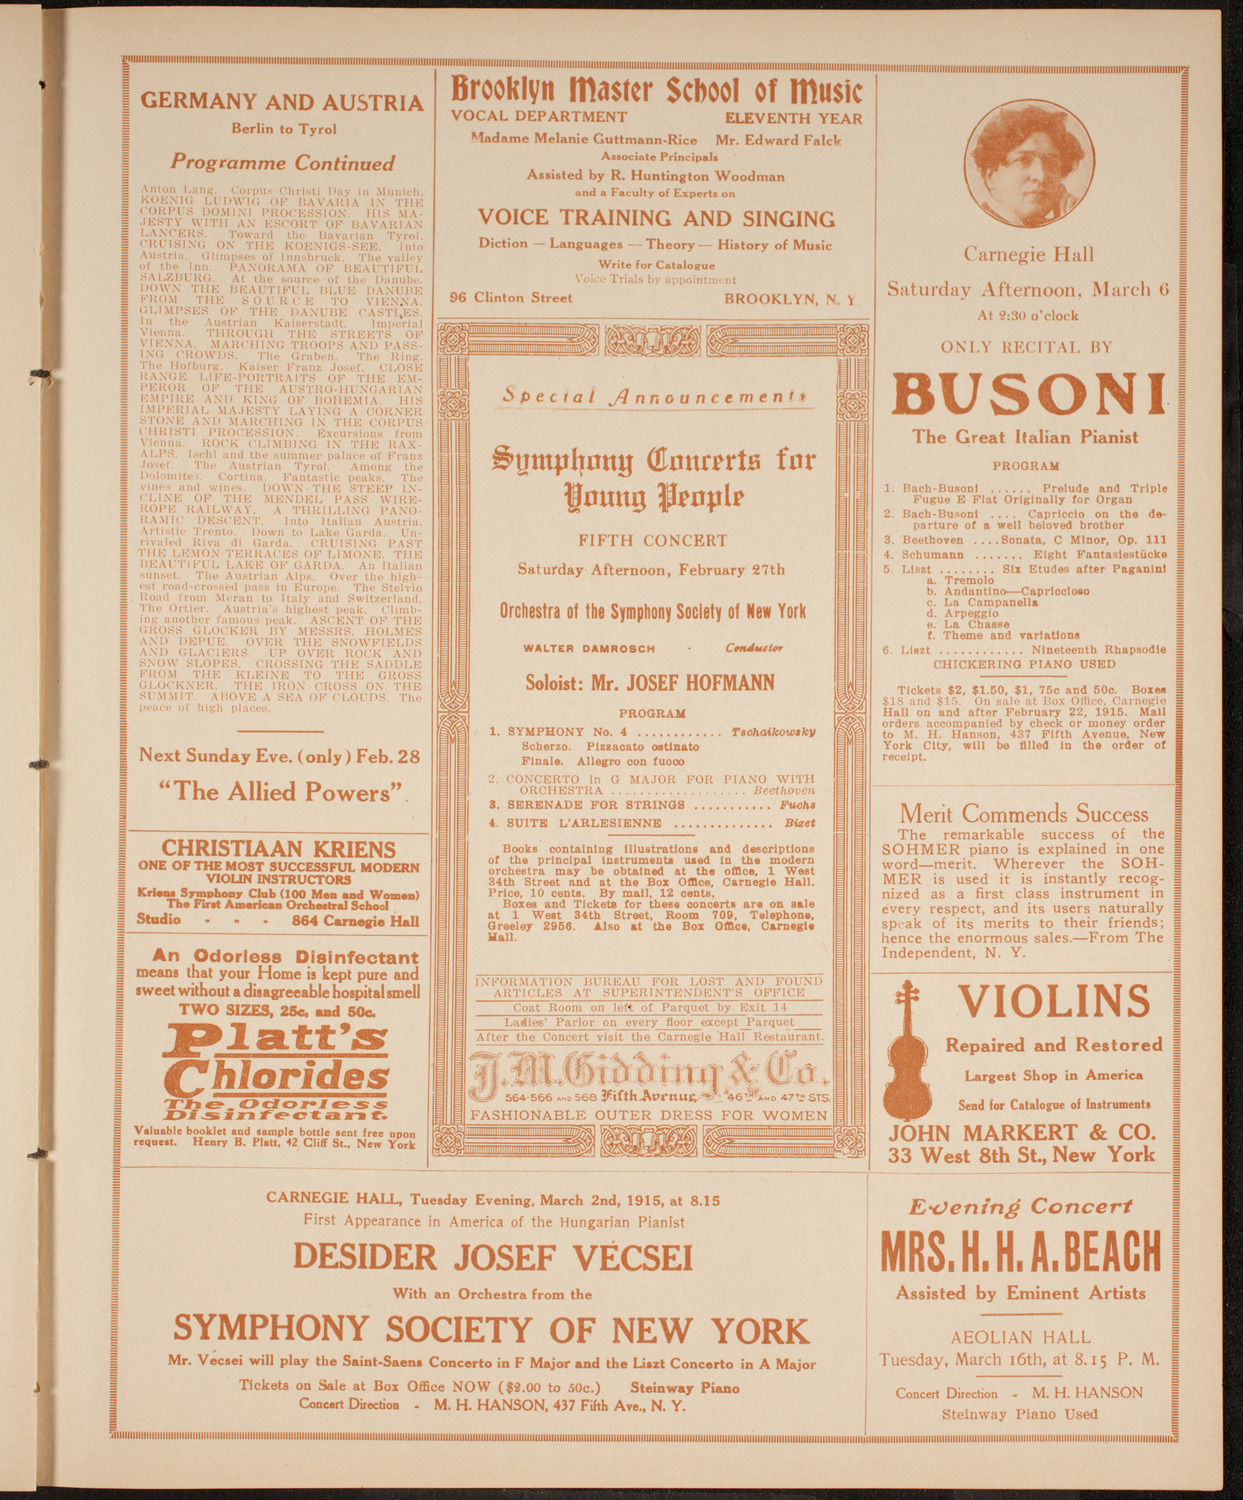 GERMANY AND AUSTRIA
Berlin to Tyrol
Programme Continued
Anton Lang. Corpus Christi Day in Munich.
KOENIG LUDWIG OF BAVARIA IN THE
CORPUS DOMINI PROCESSION. HIS MA-
JESTY WITH AN ESCORT OF BAVARIAN
LANCERS. Toward the Bavarian Tyrol.
CRUISING ON THE KOENIGS-SEE. Into
Austria. Glimpses of Innsbruck. The valley
of the Inn. PANORAMA OF BEAUTIFUL
SALZBURG. At the source of the Danube.
DOWN THE BEAUTIFUL BLUE DANUBE
FROM THE SOURCE TO VIENNA.
GLIMPSES OF THE DANUBE CASTLES.
In the Austrian Kaiserstadt. Imperial
Vienna. THROUGH THE STREETS OF
VIENNA. MARCHING TROOPS AND PASS-
ING CROWDS. The Graben. The Ring.
The Hofburg. Kaiser Franz Josef. CLOSE
RANGE LIFE-PORTRAITS OF THE EM-
PEROR OF THE AUSTRO-HUNGARIAN
EMPIRE AND KING OF BOHEMIA. HIS
IMPERIAL MAJESTY LAYING A CORNER
STONE AND MARCHING IN THE CORPUS
CHRISTI PROCESSION. Excursions from
Vienna. ROCK CLIMBING IN THE RAX-
ALPS. Ischl and the summer palace of Franz
Josef. The Austrian Tyrol. Among the
Dolomites. Cortina. Fantastic peaks. The
vines and wines. DOWN THE STEEP IN-
CLINE OF THE MENDEL PASS WIRE-
ROPE RAILWAY. A THRILLING PANO-
RAMIC DESCENT. Into Italian Austria.
Artistic Trento. Down to Lake Garda. Un-
rivaled Riva di Garda. CRUISING PAST
THE LEMON TERRACES OF LIMONE. THE
BEAUTIFUL LAKE OF GARDA. An Italian
sunset. The Austrian Alps. Over the high-
est road-crossed pass in Europe. The Stelvio
Road from Meran to Italy and Switzerland.
The Ortler. Austria's highest peak. Climb-
ing another famous peak. ASCENT OF THE
GROSS GLOCKER BY MESSRS. HOLMES
AND DEPUE. OVER THE SNOWFIELDS
AND GLACIERS. UP OVER ROCK AND
SNOW SLOPES. CROSSING THE SADDLE
FROM THE KLEINE TO THE GROSS
GLOCKNER. THE IRON CROSS ON THE
SUMMIT. ABOVE A SEA OF CLOUDS. The
peace of high places.
Next Sunday Eve. (only) Feb. 28
"The Allied Powers".
CHRISTIAAN KRIENS
ONE OF THE MOST SUCCESSFUL MODERN
VIOLIN INSTRUCTORS
Kriens Symphony Club (100 Men and Women)
The First American Orchestral School
Studio - - - 864 Carnegie Hall
An Odorless Disinfectant
means that your Home is kept pure and
sweet without a disagreeable hospital smell
TWO SIZES, 25c, and 50c.
Platt's
Chlorides
The Odorless
Disinfectant.
Valuable booklet and sample bottle sent free upon
request. Henry B. Platt, 42 Cliff St., New York
Brooklyn Master School of Music
VOCAL DEPARTMENT ELEVENTH YEAR
Madame Melanie Guttmann-Rice Mr. Edward Falck
Associate Principals
Assisted by R. Huntington Woodman
and a Faculty of Experts on
VOICE TRAINING AND SINGING
Diction — Languages — Theory — History of Music
Write for Catalogue
Voice Trials by appointment
96 Clinton Street BROOKLYN, N. Y.
Special Announcements
Symphony Concerts for
Young People
FIFTH CONCERT
Saturday Afternoon, February 27th
Orchestra of the Symphony Society of New York
WALTER DAMROSCH - Conductor
Soloist: Mr. JOSEF HOFMANN
PROGRAM
1. SYMPHONY No. 4 ............ Tschaikowsky
Scherzo. Pizzacato ostinato
Finale. Allegro con fuoco
2. CONCERTO in G MAJOR FOR PIANO WITH
ORCHESTRA .................... Beethoven
3. SERENADE FOR STRINGS ........... Fuchs
4. SUITE L'ARLESIENNE .............. Bizet
Books containing illustrations and descriptions
of the principal instruments used in the modern
orchestra may be obtained at the office, 1 West
34th Street and at the Box Office, Carnegie Hall.
Price, 10 cents. By mail, 12 cents.
Boxes and Tickets for these concerts are on sale
at 1 West 34th Street, Room 709, Telephone,
Greeley 2956. Also at the Box Office, Carnegie
Hall.
INFORMATION BUREAU FOR LOST AND FOUND
ARTICLES AT SUPERINTENDENT'S OFFICE
Coat Room on left of Parquet by Exit 14
Ladies' Parlor on every floor except Parquet
After the Concert visit the Carnegie Hall Restaurant.
J. M. Gidding & Co.
564-566 AND 568 Fifth Avenue, 46TH AND 47TH STS.
FASHIONABLE OUTER DRESS FOR WOMEN
Carnegie Hall
Saturday Afternoon, March 6
At 2:30 o'clock
ONLY RECITAL BY
BUSONI
The Great Italian Pianist
PROGRAM
1. Bach-Busoni ...... Prelude and Triple
Fugue E Flat Originally for Organ
2. Bach-Busoni .... Capriccio on the de-
parture of a well beloved brother
3. Beethoven ....Sonata, C Minor, Op. 111
4. Schumann ....... Eight Fantasiestücke
5. Liszt ........ Six Etudes after Paganini
a. Tremolo
b. Andantino—Capriccioso
c. La Campanella
d. Arpeggio
e. La Chasse
f. Theme and variations
6. Liszt ............ Nineteenth Rhapsodie
CHICKERING PIANO USED
Tickets $2, $1.50, $1, 75c and 50c. Boxes
$18 and $15. On sale at Box Office, Carnegie
Hall on and after February 22, 1915. Mail
orders accompanied by check or money order
to M. H. Hanson, 437 Fifth Avenue, New
York City, will be filled in the order of
receipt.
Merit Commends Success
The remarkable success of the
SOHMER piano is explained in one
word—merit. Wherever the SOH-
MER is used it is instantly recog-
nized as a first class instrument in
every respect, and its users naturally
speak of its merits to their friends;
hence the enormous sales.—From The
Independent, N. Y.
VIOLINS
Repaired and Restored
Largest Shop in America
Send for Catalogue of Instruments
JOHN MARKERT & CO.
33 West 8th St., New York
CARNEGIE HALL, Tuesday Evening, March 2nd, 1915, at 8.15
First Appearance in America of the Hungarian Pianist
DESIDER JOSEF VÉCSEI
With an Orchestra from the
SYMPHONY SOCIETY OF NEW YORK
Mr. Vécsei will play the Saint-Saens Concerto in F Major and the Liszt Concerto in A Major
Tickets on Sale at Box Office NOW ($2.00 to 50c.) Steinway Piano
Concert Direction - M. H. HANSON, 437 Fifth Ave., N. Y.
Evening Concert
MRS. H. H. A. BEACH
Assisted by Eminent Artists
AEOLIAN HALL
Tuesday, March 16th, at 8.15 P. M.
Concert Direction - M. H. HANSON
Steinway Piano Used